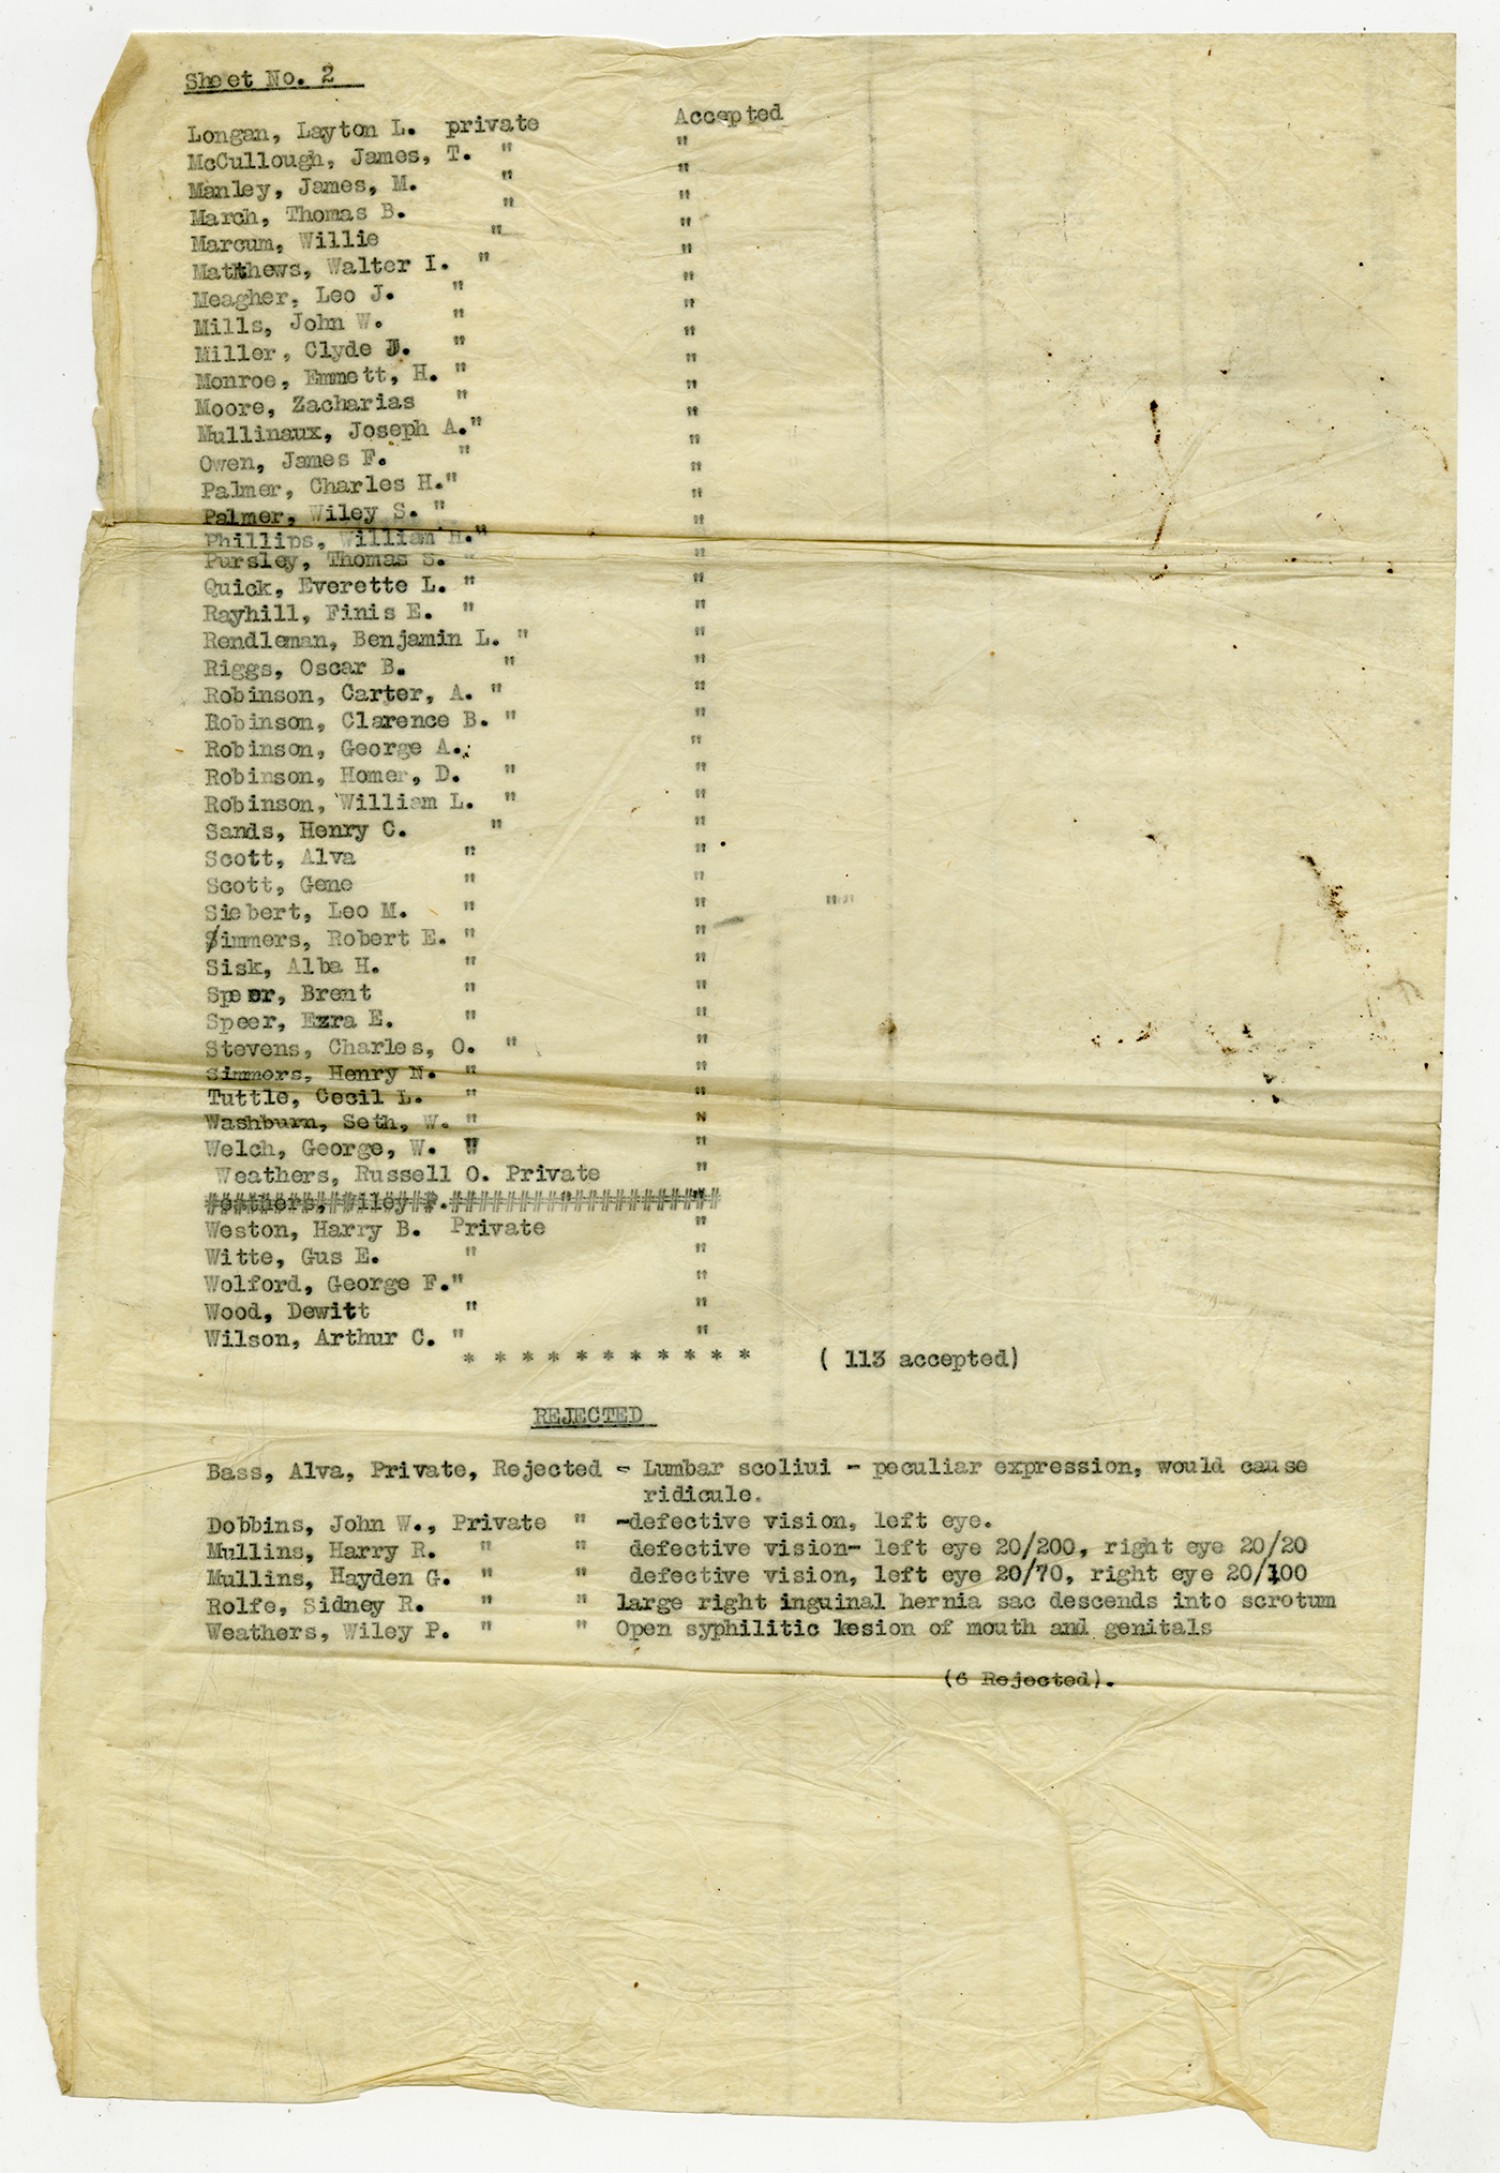 Sheet No. 2
Longan, Layton L. private Accepted
McCullough, James, T. " "
Manley, James, M. " "
March, Thomas B. " "
Marcum, Willie " "
Matthews, Walter I. " "
Meagher, Leo J. " "
Mills, John W. " "
Miller, Clyde J. " "
Monroe, Emmett, H. " "
Moore, Zacharias " "
Mullinaux, Joseph A." "
Owen, James F. " "
Palmer, Charles H." "
Palmer, Wiley S. " "
Phillips, William H." "
Pursley, Thomas S. " "
Quick, Everette L. " "
Rayhill, Finis E. " "
Rendleman, Benjamin L. " "
Riggs, Oscar B. " "
Robinson, Carter, A. " "
Robinson, Clarence B. " "
Robinson, George A.; "
Robinson, Homer, D. " "
Robinson, William L. " "
Sands, Henry C. " "
Scott, Alva " "
Scott, Gene " "
Siebert, Leo M. " " ""
Simmers, Robert E. " "
Sisk, Alba H. " "
Speer, Brent " "
Speer, Ezra E. " "
Stevens, Charles, O. " "
Simmors, Henry N. " "
Tuttle, Cecil L. " "
Washburn, Seth, W. " "
Welch, George, W. " "
Weathers, Russell O. Private "
#eathers, #iley P.################## "
Weston, Harry B. Private "
Witte, Gus E. " "
Wolford, George F." "
Wood, Dewitt " "
Wilson, Arthur C. " "
* * * * * * * * * * * ( 113 accepted)
REJECTED
Bass, Alva, Private, Rejected - Lumbar scoliui - peculiar expression, would cause
ridicule.
Dobbins, John W., Private " -defective vision, left eye.
Mullins, Harry R. " " defective vision- left eye 20/200, right eye 20/20
Mullins, Hayden G. " " defective vision, left eye 20/70, right eye 20/100
Rolfe, Sidney R. " " large right inguinal hernia sac descends into scrotum
Weathers, Wiley P. " " Open syphilitic lesion of mouth and genitals
(6 Rejected).